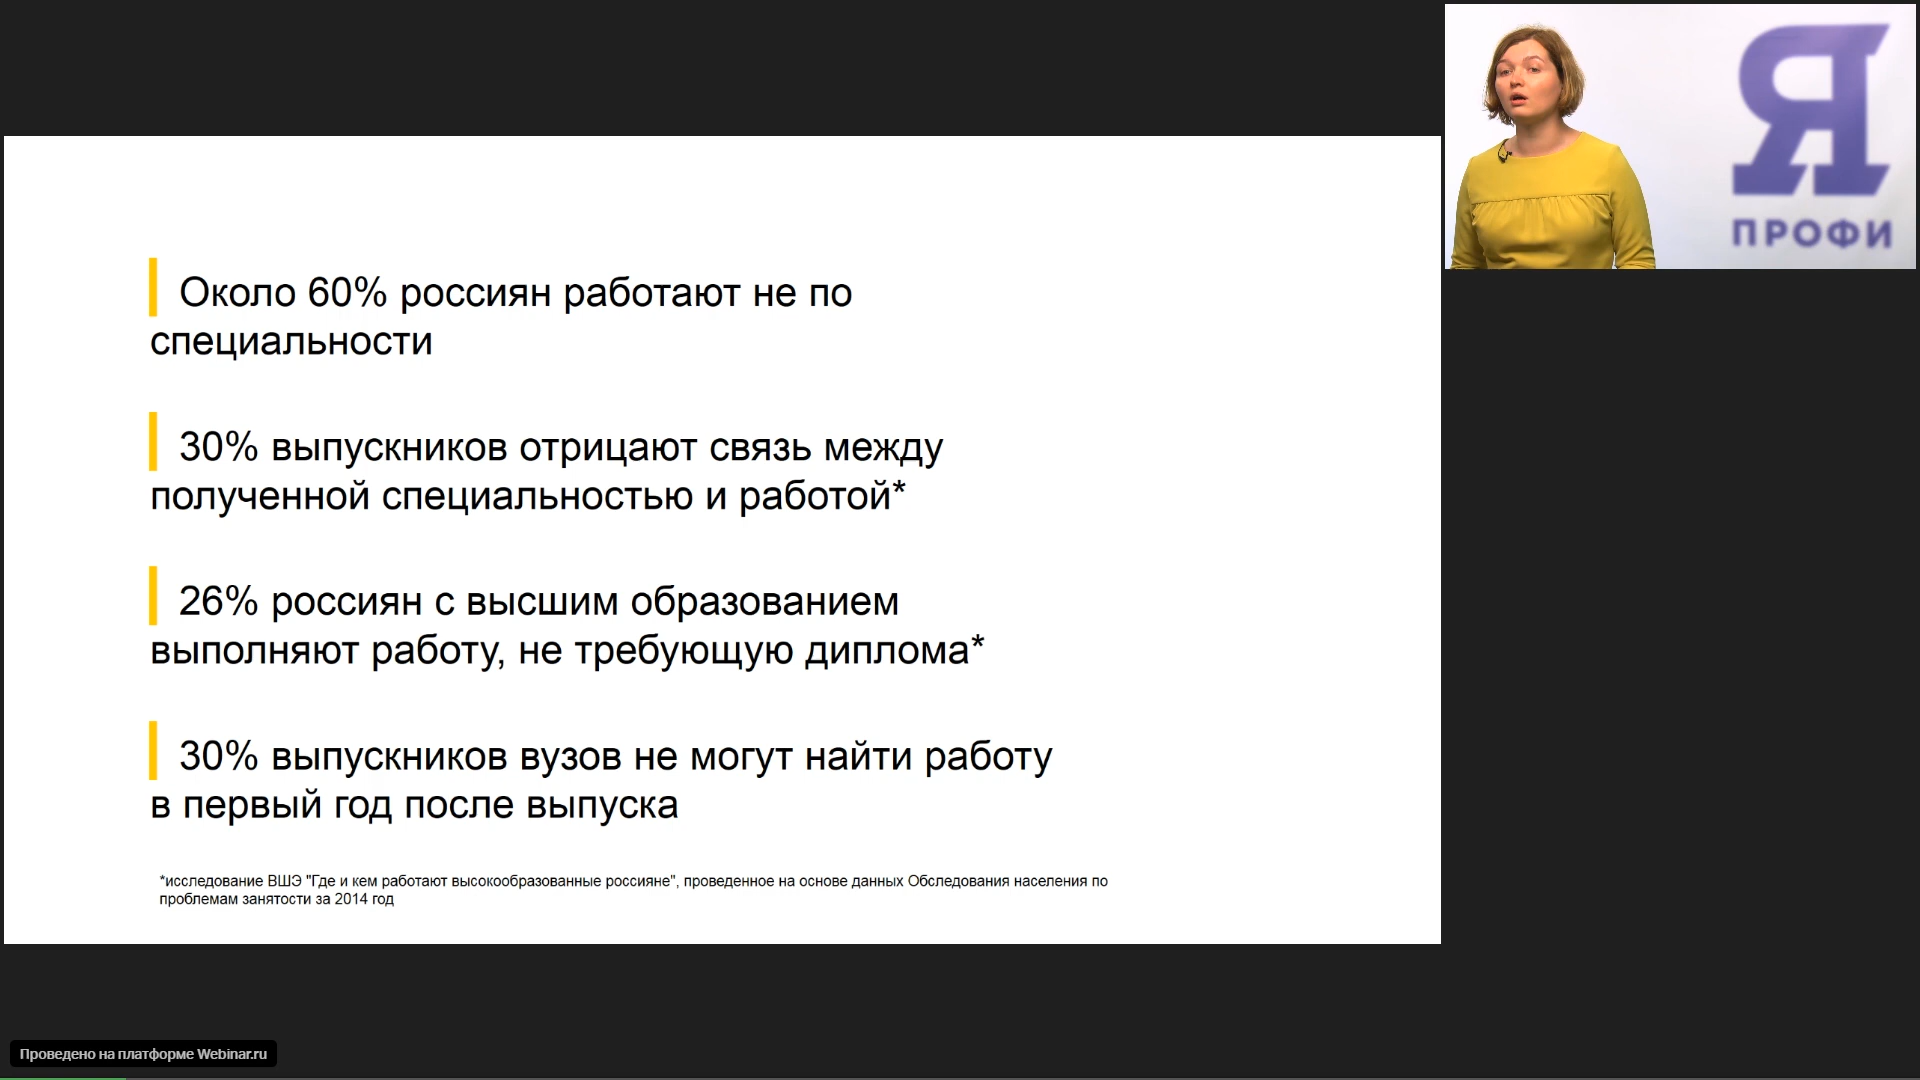 Я
ПРОФИ
Около 60% россиян работают не по
специальности
30% выпускников отрицают связь между
полученной специальностью и работой*
26% россиян с высшим образованием
выполняют работу, не требующую диплома*
30% выпускников вузов не могут найти работу
в первый год после выпуска
*исследование ВШЭ "Где и кем работают высокообразованные россияне", проведенное на основе данных Обследования населения по
проблемам занятости за 2014 год
Проведено на платформе Webinar.ru